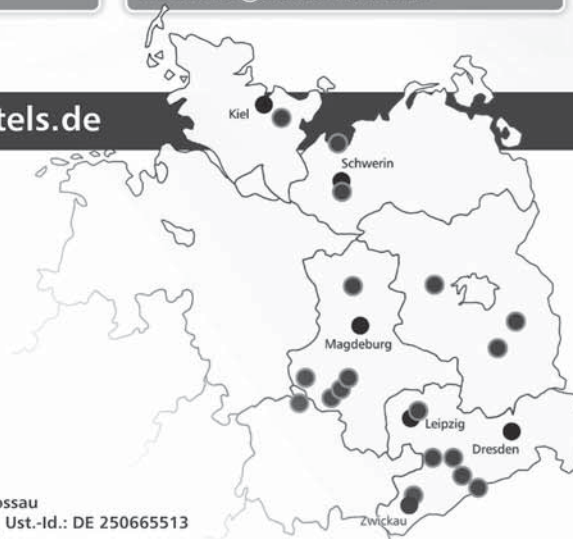 tels.de
Kiel
Schwerin
Magdeburg
Leipzig
Dresden
Zwickau
ossau
Ust.-Id.: DE 250665513